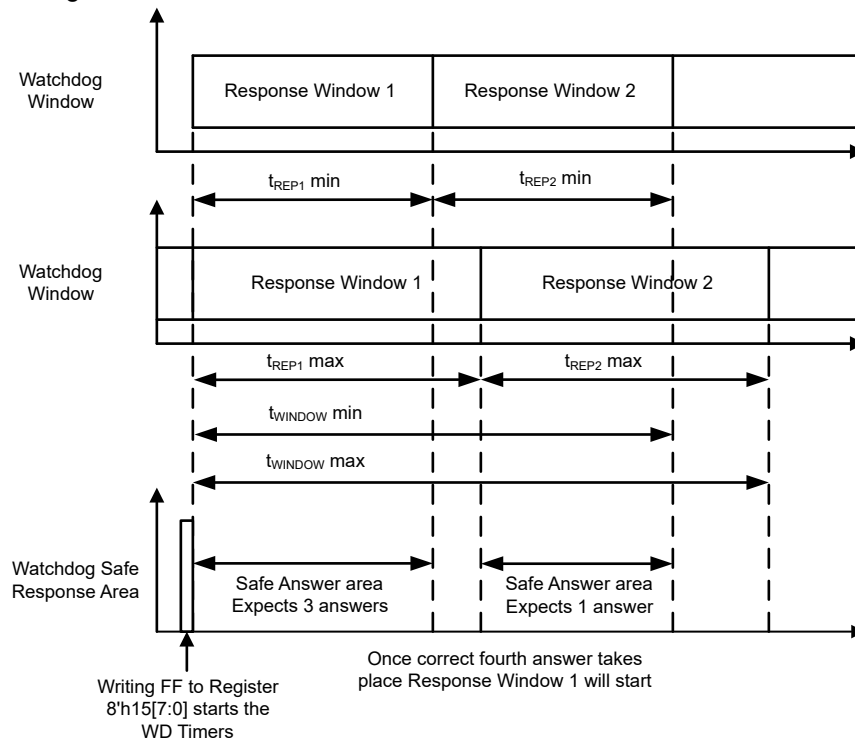 Watchdog
Window
Response Window 1
Response Window 2
tREP1 min
tREP2 min
Watchdog
Window
Response Window 1
Response Window 2
tREP1 max
tREP2 max
tWINDOW min
tWINDOW max
Watchdog Safe
Response Area
Safe Answer area
Expects 3 answers
Safe Answer area
Expects 1 answer
Once correct fourth answer takes
place Response Window 1 will start
Writing FF to Register
8'h15[7:0] starts the
WD Timers